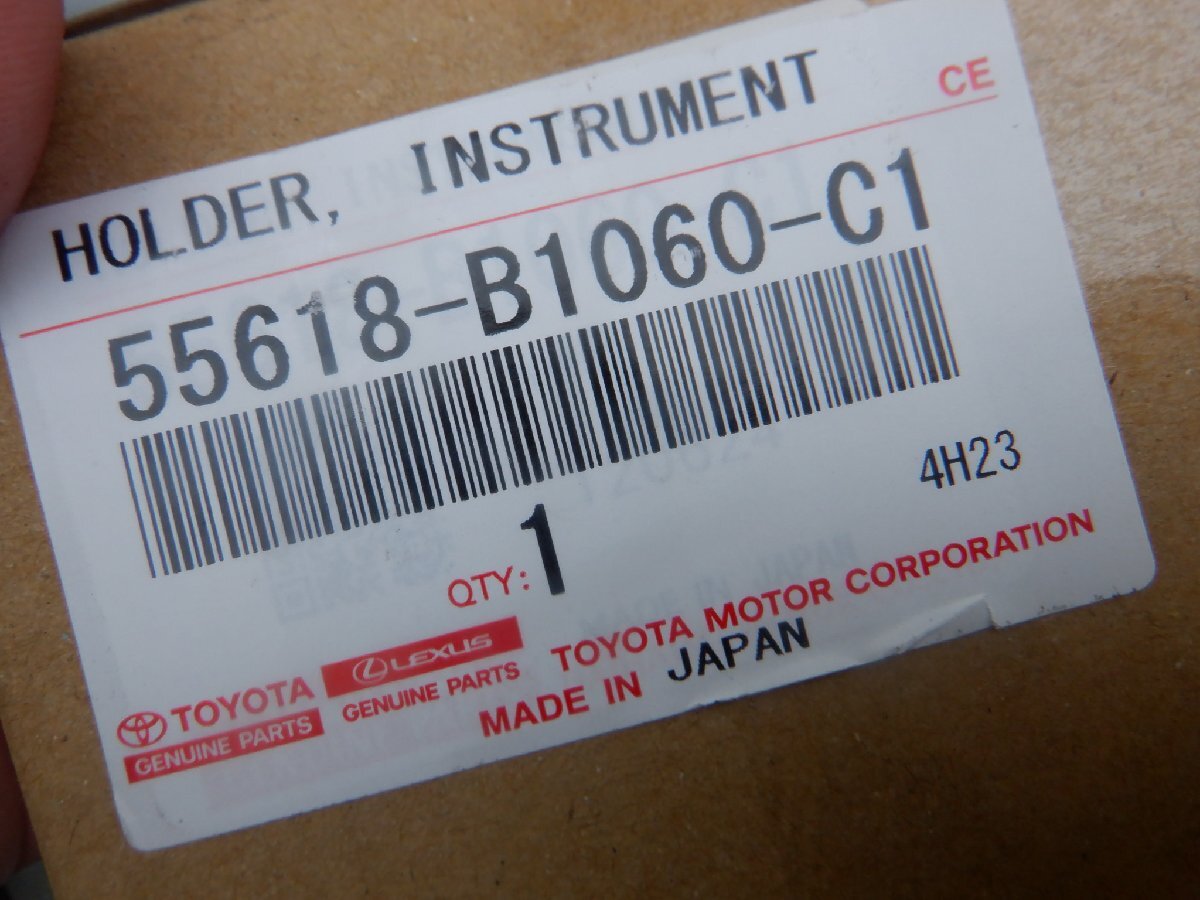 HOLDER, INSTRUMENT
CE
55618-B1060-C1
4H23
QTY: 1
TOYOTA
GENUINE PARTS
LEXUS
GENUINE PARTS
TOYOTA MOTOR CORPORATION
MADE IN JAPAN